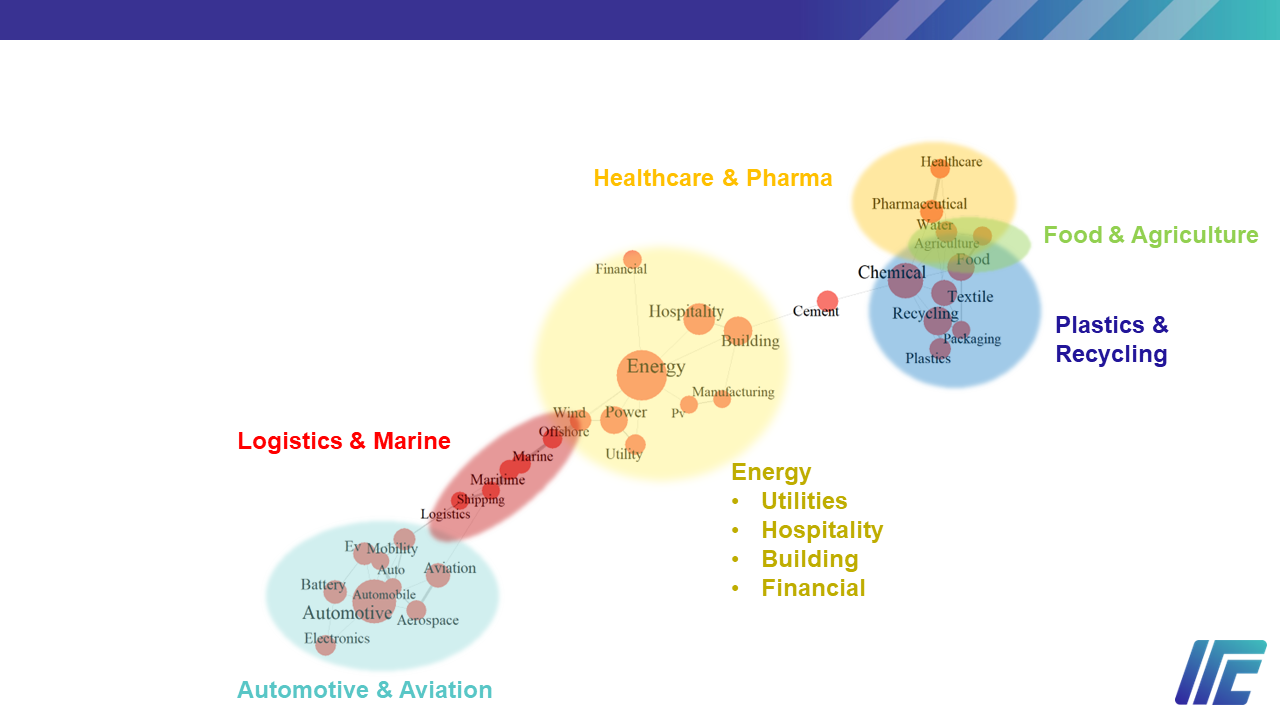 Healthcare
Healthcare & Pharma
Pharmaceutical
Water
Food & Agriculture
Agriculture
Food
Financial
Chemical
Textile
Hospitality
Cement
Recycling
Plastics &
Recycling
Building
Packaging
Plastics
Energy
Manufacturing
Pv
Wind
Power
Offshore
Logistics & Marine
Utility
Marine
Energy
• Utilities
• Hospitality
• Building
• Financial
Maritime
Shipping
Logistics
Ev
Mobility
Auto
Aviation
Battery
Automobile
Automotive
Aerospace
Electronics
Automotive & Aviation